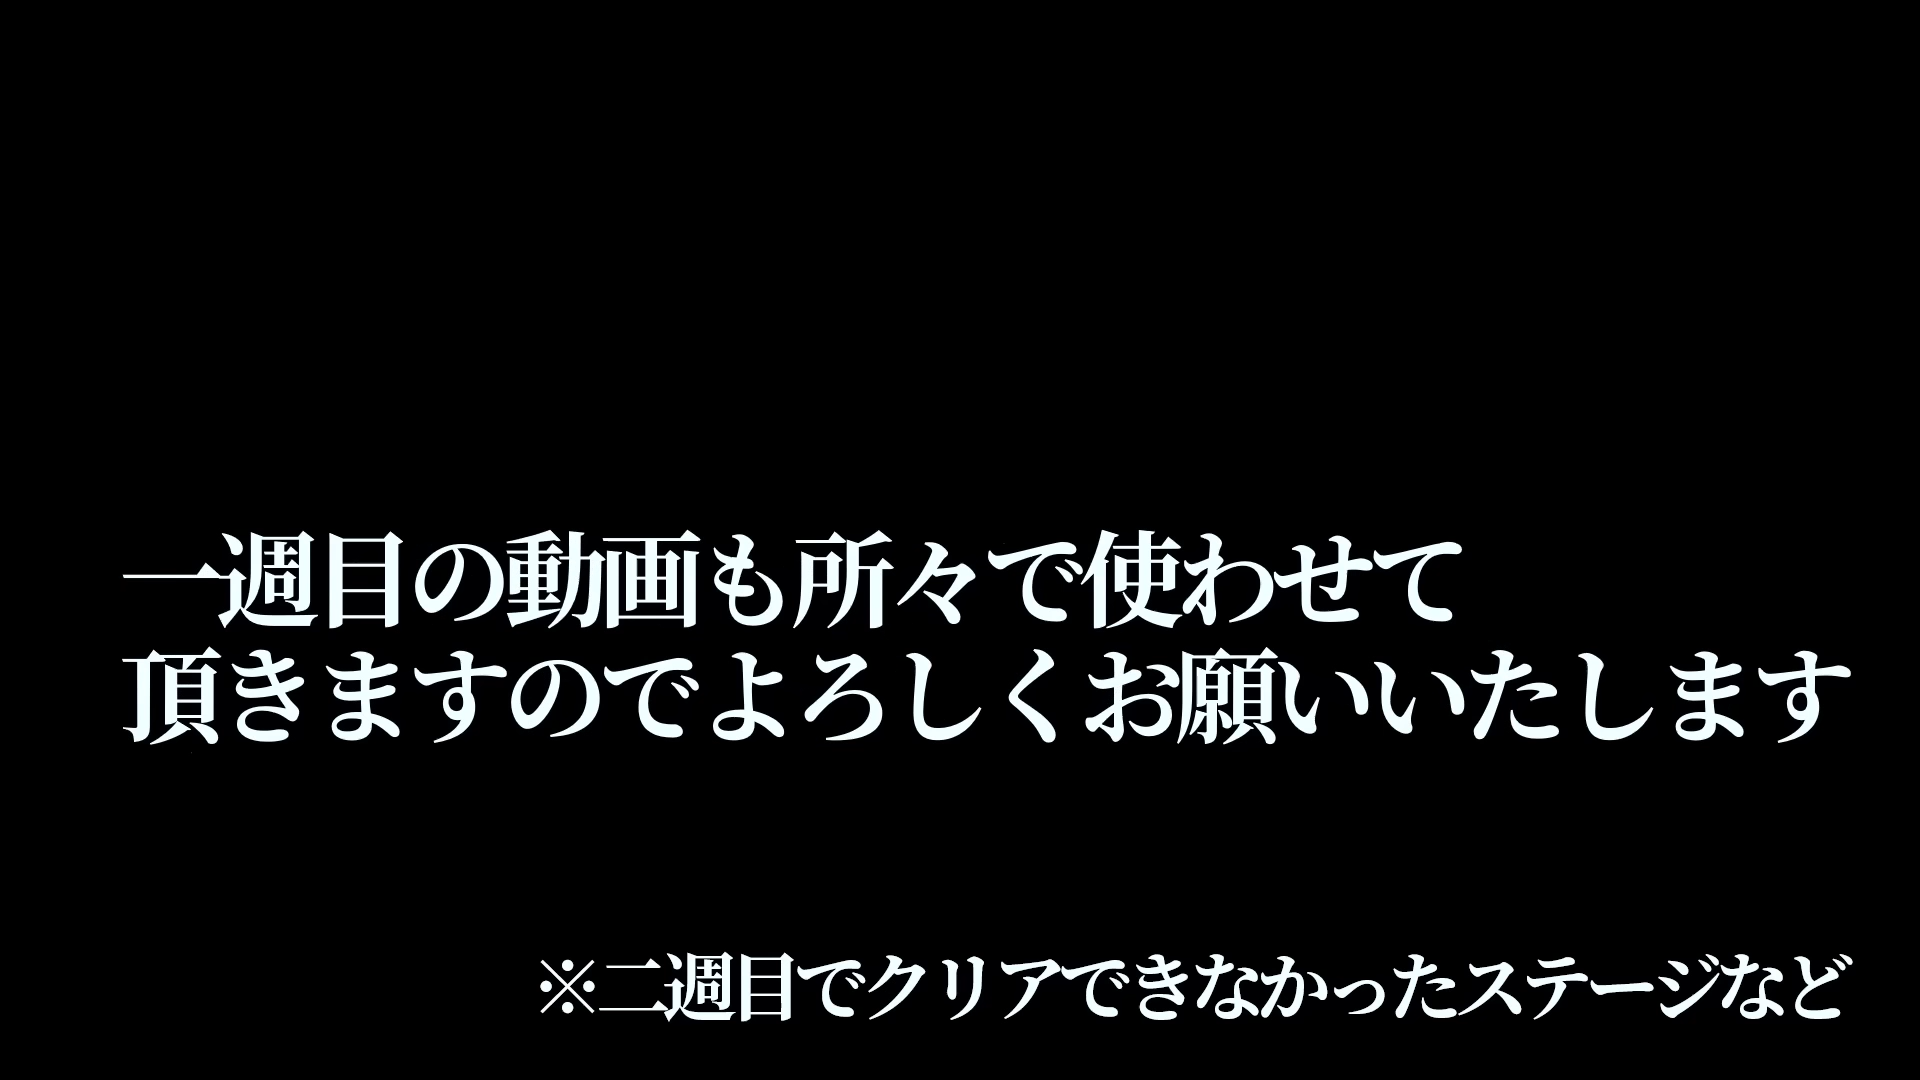 一週目の動画も所々で使わせて
頂きますのでよろしくお願いいたします
※二週目でクリアできなかったステージなど